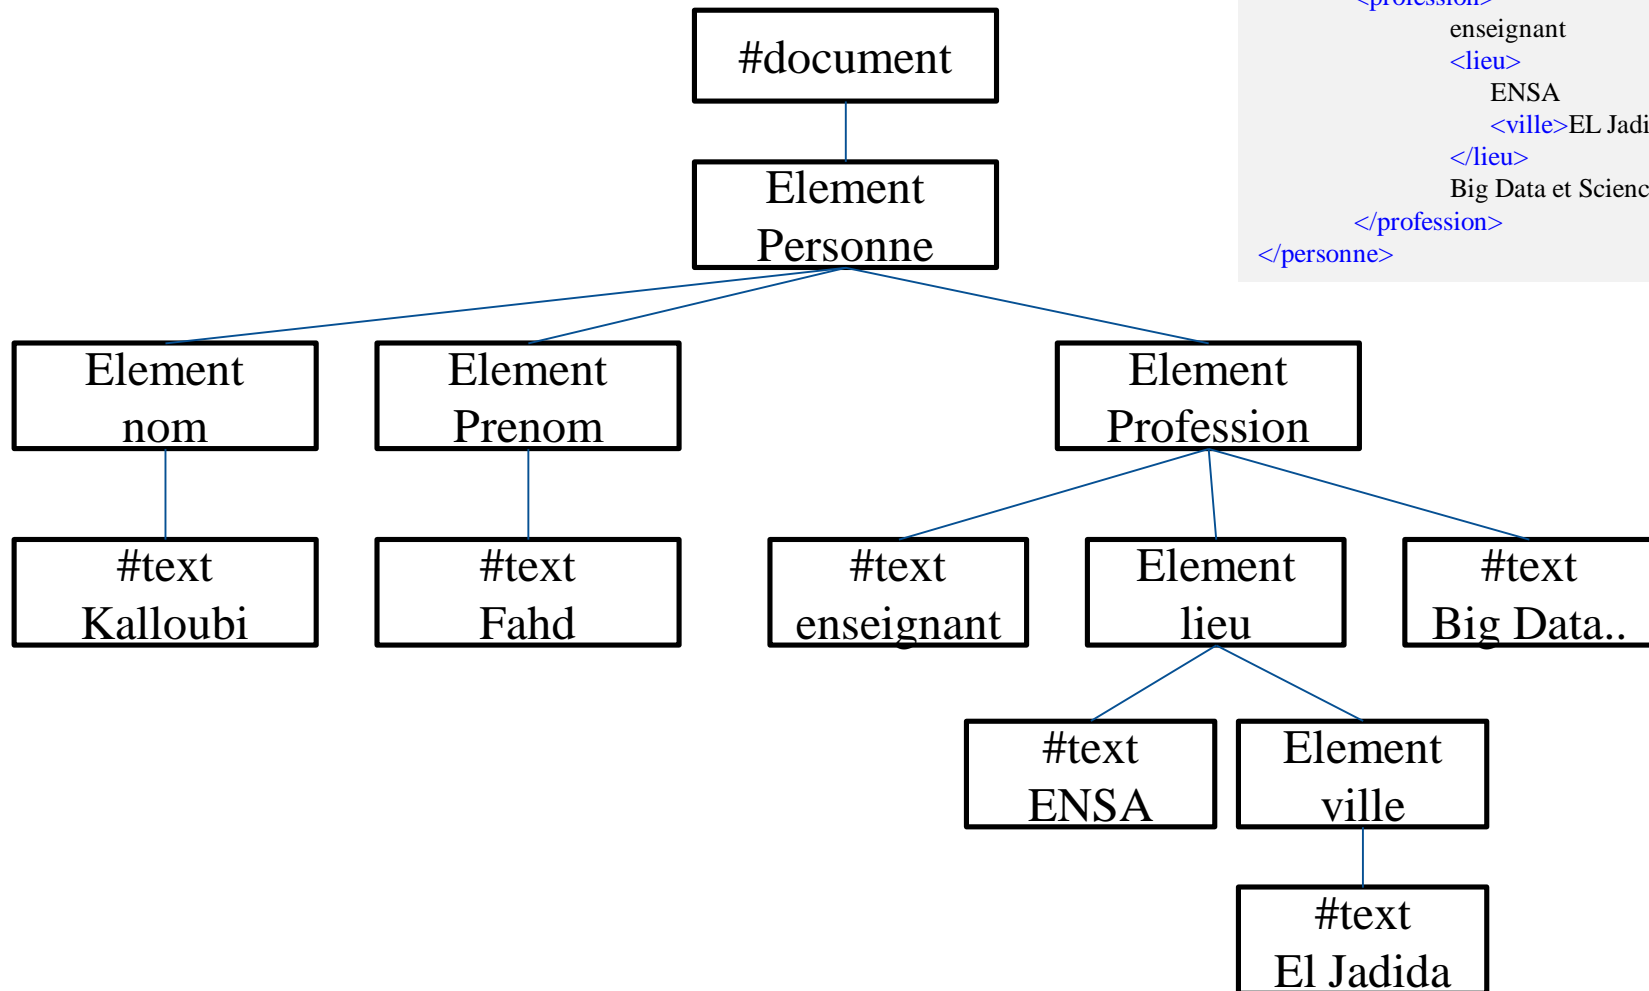 #document
Element
Personne
<profession>
enseignant
<lieu>
ENSA
<ville>EL Jadi
</lieu>
Big Data et Scienc
</profession>
</personne>
Element
nom
Element
Prenom
Element
Profession
#text
Kalloubi
#text
Fahd
#text
enseignant
Element
lieu
#text
Big Data..
#text
ENSA
Element
ville
#text
El Jadida